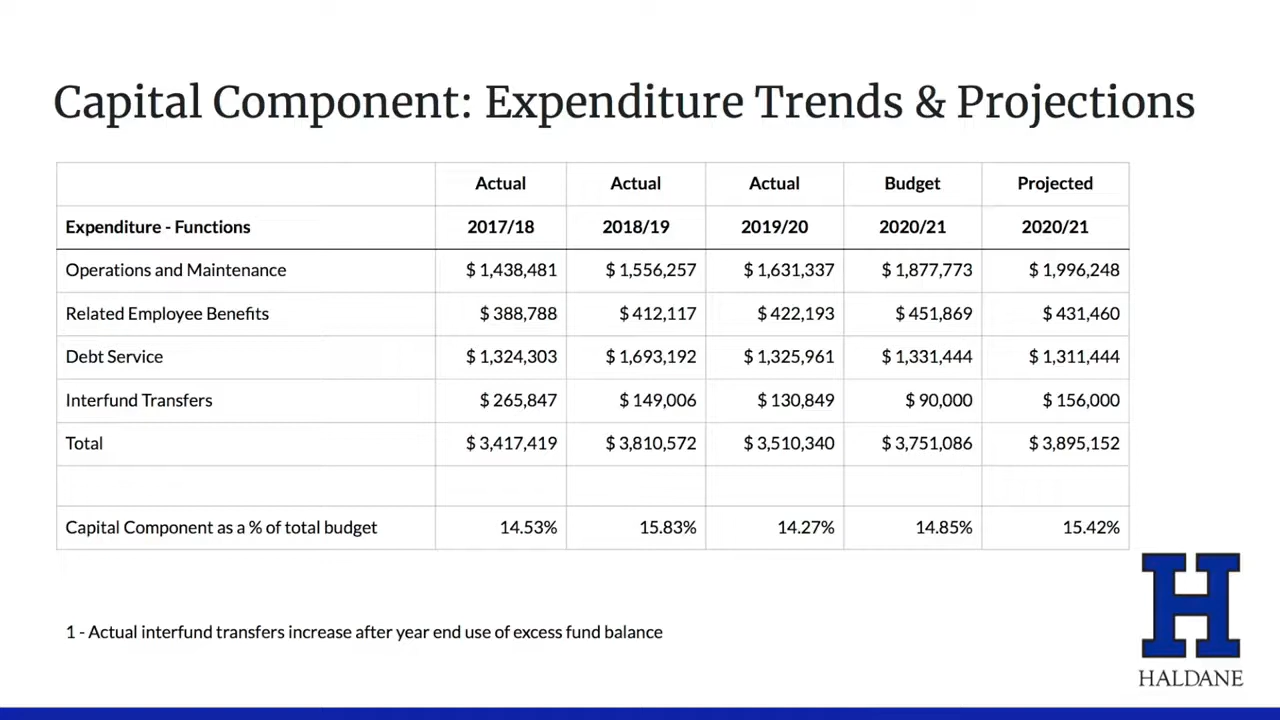 Capital Component: Expenditure Trends & Projections
Actual Actual Actual Budget Projected
Expenditure - Functions 2017/18 2018/19 2019/20 2020/21 2020/21
Operations and Maintenance $ 1,438,481 $ 1,556,257 $ 1,631,337 $ 1,877,773 $ 1,996,248
Related Employee Benefits $ 388,788 $ 412,117 $ 422,193 $ 451,869 $ 431,460
Debt Service $ 1,324,303 $ 1,693,192 $ 1,325,961 $ 1,331,444 $ 1,311,444
Interfund Transfers $ 265,847 $ 149,006 $ 130,849 $ 90,000 $ 156,000
Total $ 3,417,419 $ 3,810,572 $ 3,510,340 $ 3,751,086 $ 3,895,152
Capital Component as a % of total budget 14.53% 15.83% 14.27% 14.85% 15.42%
1 - Actual interfund transfers increase after year end use of excess fund balance
H
HALDANE